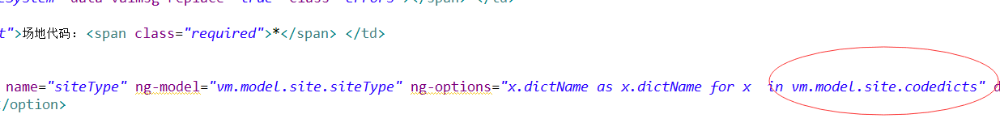 data-valmsg-replace="true" class="errors"></span> </td>
t">场地代码：<span class="required">*</span> </td>
name="siteType" ng-model="vm.model.site.siteType" ng-options="x.dictName as x.dictName for x  in vm.model.site.codedicts" d
/option>